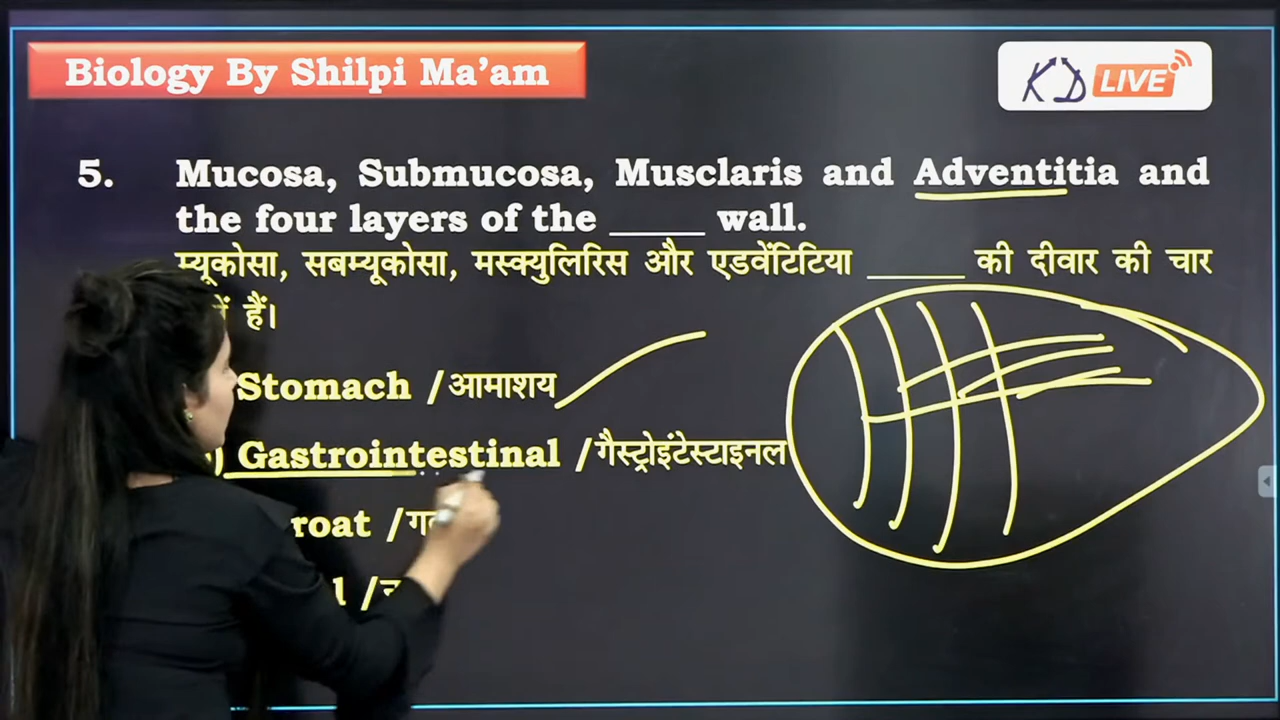 Biology By Shilpi Ma'am
KD LIVE
5. Mucosa, Submucosa, Musclaris and Adventitia and
the four layers of the _____ wall.
म्यूकोसा, सबम्यूकोसा, मस्क्युलिरिस और एडवेंटिटिया _____ की दीवार की चार
हैं।
Stomach /आमाशय
Gastrointestinal /गैस्ट्रोइंटेस्टाइनल